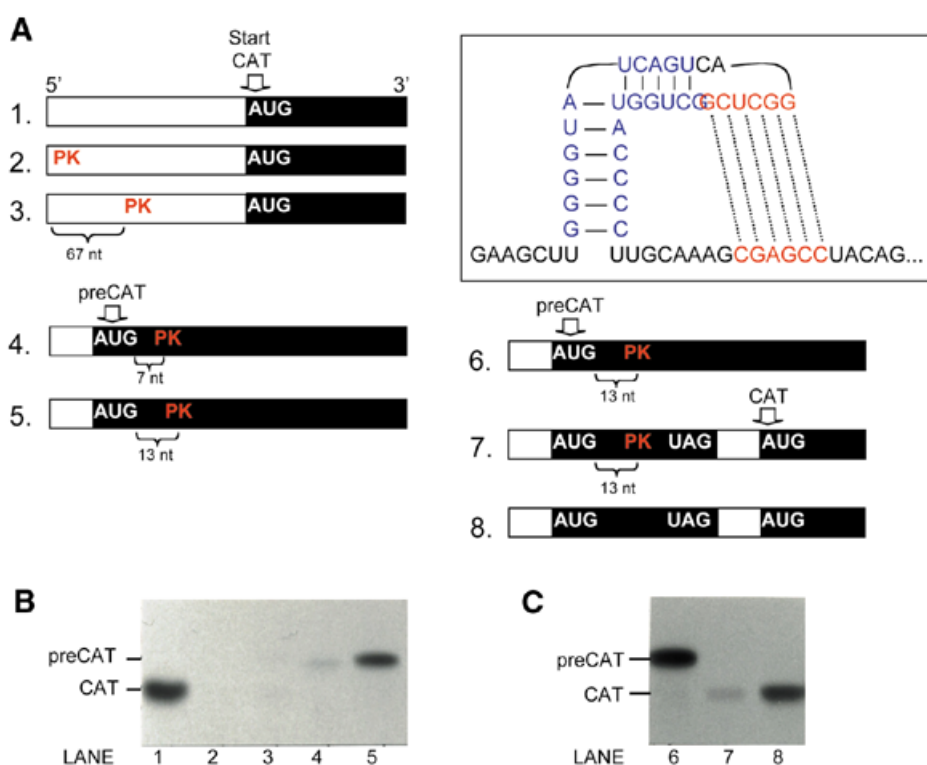 A
Start
CAT
5' 3'
1. AUG
2. PK AUG
3. PK AUG
67 nt
preCAT
4. AUG PK
7 nt
5. AUG PK
13 nt
UCAGUCA
A — UGGUCGGCUCGG
U A
G — C
G — C
G — C
G — C
GAAGCUU UUGCAAAGCGAGCCUACAG...
preCAT
6. AUG PK
13 nt
CAT
7. AUG PK UAG AUG
13 nt
8. AUG UAG AUG
B
preCAT
CAT
LANE 1 2 3 4 5
C
preCAT
CAT
LANE 6 7 8